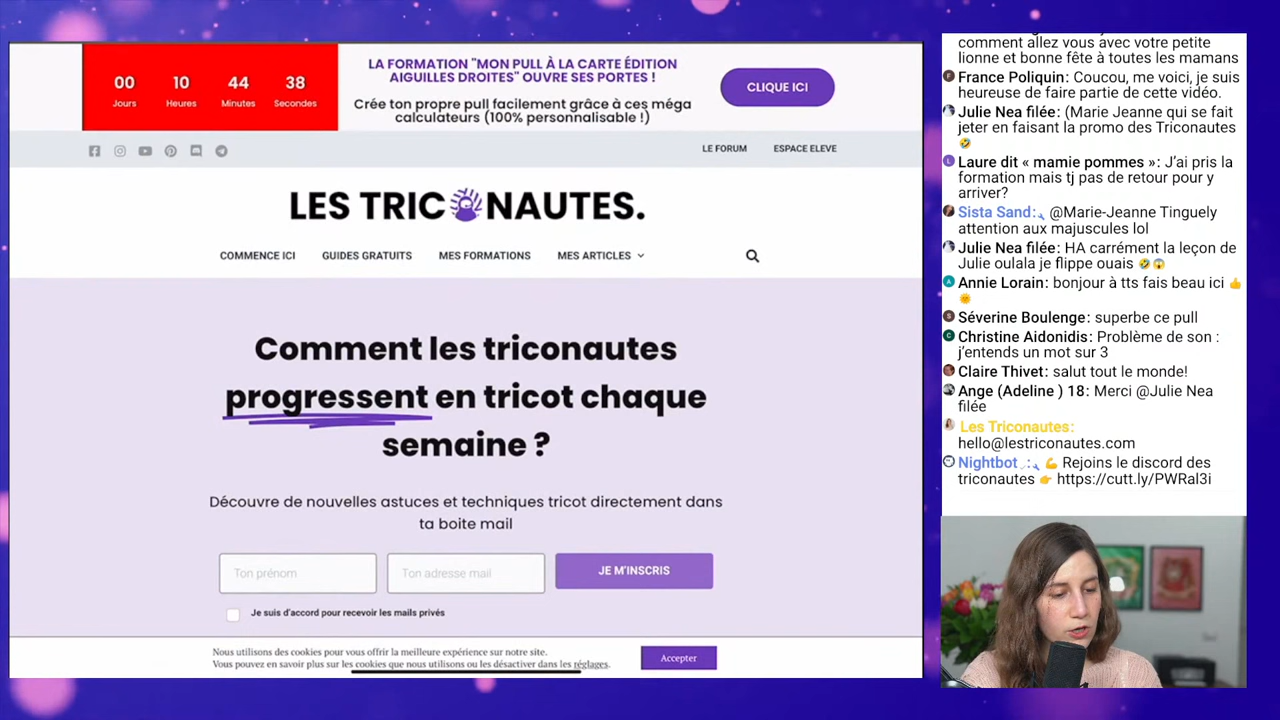 00
Jours
10
Heures
44
Minutes
38
Secondes
LA FORMATION "MON PULL À LA CARTE ÉDITION
AIGUILLES DROITES" OUVRE SES PORTES !
Crée ton propre pull facilement grâce à ces méga
calculateurs (100% personnalisable !)
CLIQUE ICI
LE FORUM
ESPACE ELEVE
LES TRICONAUTES.
COMMENCE ICI
GUIDES GRATUITS
MES FORMATIONS
MES ARTICLES
Comment les triconautes
progressent en tricot chaque
semaine ?
Découvre de nouvelles astuces et techniques tricot directement dans
ta boite mail
Ton prénom
Ton adresse mail
JE M'INSCRIS
Je suis d'accord pour recevoir les mails privés
Nous utilisons des cookies pour vous offrir la meilleure expérience sur notre site.
Vous pouvez en savoir plus sur les cookies que nous utilisons ou les désactiver dans les réglages.
Accepter
comment allez vous avec votre petite
lionne et bonne fête à toutes les mamans
France Poliquin: Coucou, me voici, je suis
heureuse de faire partie de cette vidéo.
Julie Nea filée: (Marie Jeanne qui se fait
jeter en faisant la promo des Triconautes
🤣
Laure dit « mamie pommes »: J'ai pris la
formation mais tj pas de retour pour y
arriver?
Sista Sand: @Marie-Jeanne Tinguely
attention aux majuscules lol
Julie Nea filée: HA carrément la leçon de
Julie oulala je flippe ouais 🤣😱
Annie Lorain: bonjour à tts fais beau ici 👍
🌞
Séverine Boulenge: superbe ce pull
Christine Aidonidis: Problème de son :
j'entends un mot sur 3
Claire Thivet: salut tout le monde!
Ange (Adeline ) 18: Merci @Julie Nea
filée
Les Triconautes:
hello@lestriconautes.com
Nightbot: 💪 Rejoins le discord des
triconautes 👉 https://cutt.ly/PWRal3i